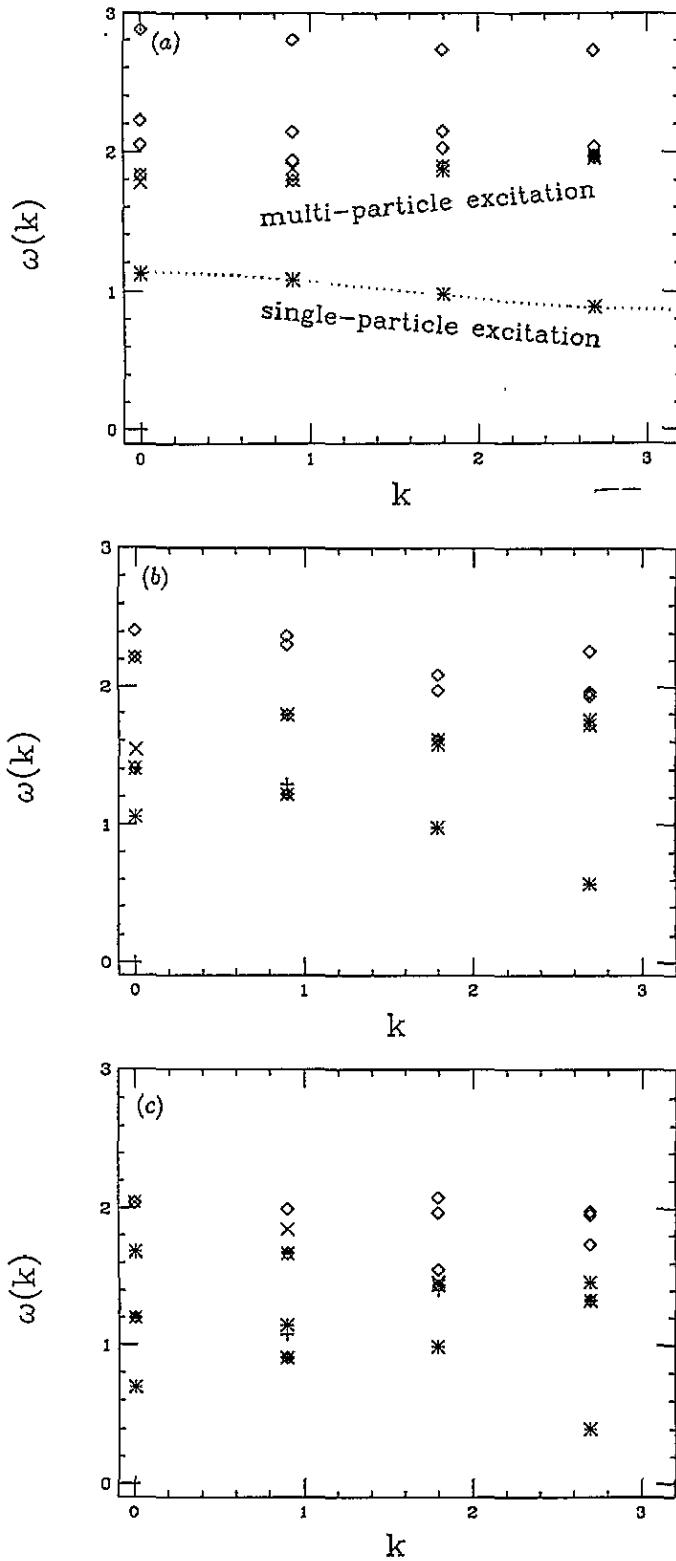 3
(a)
2
multi-particle excitation
ω(k)
1
single-particle excitation
0
0 1 2 3
k
3
(b)
2
ω(k)
1
0
0 1 2 3
k
3
(c)
2
ω(k)
1
0
0 1 2 3
k